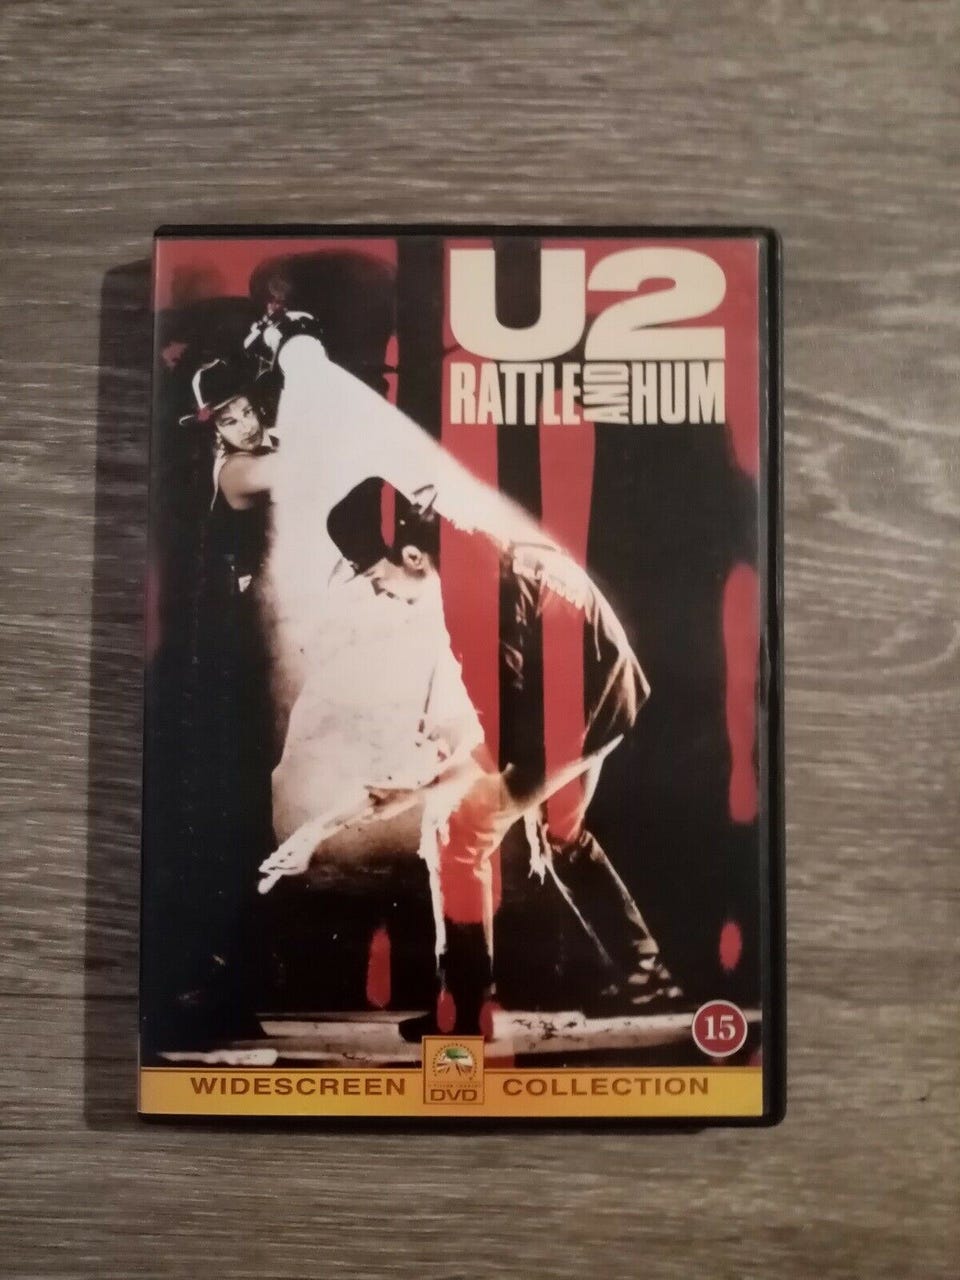 U2
RATTLE AND HUM
15
WIDESCREEN DVD COLLECTION